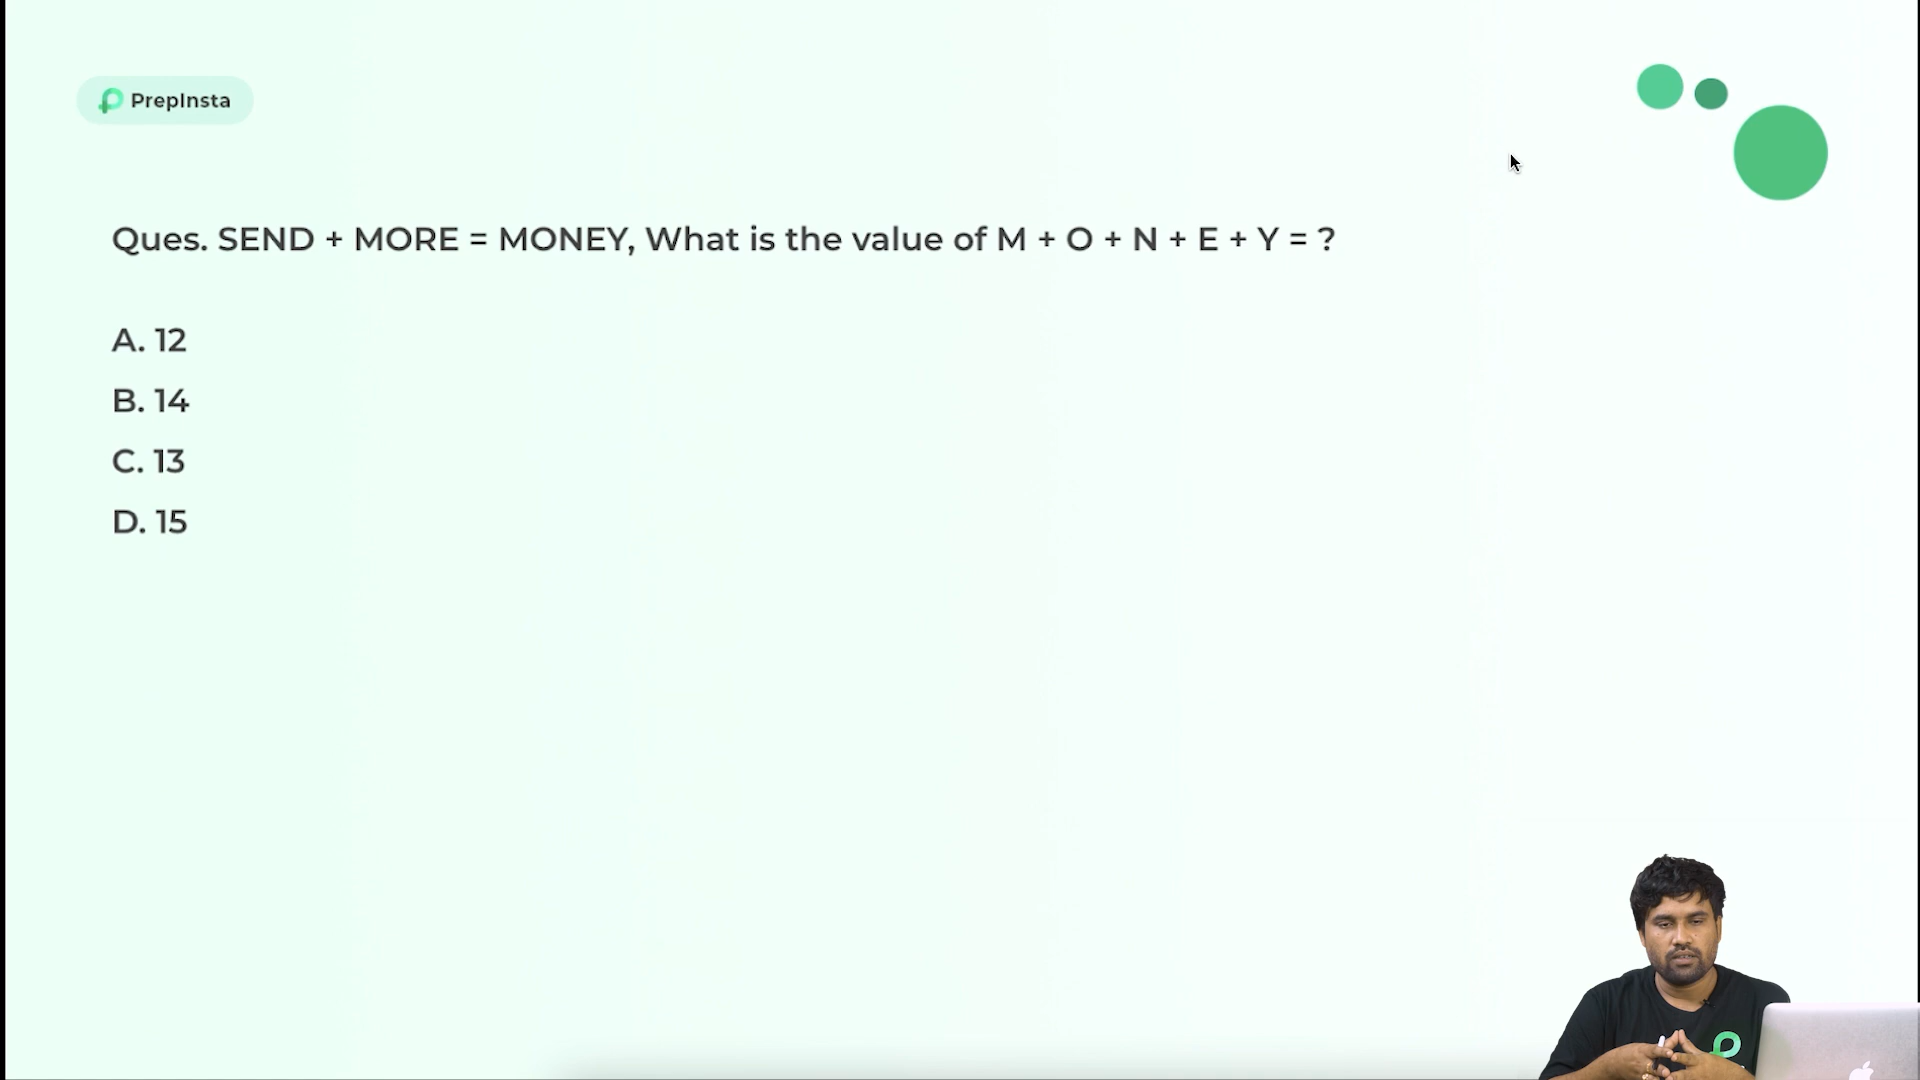 PrepInsta
Ques. SEND + MORE = MONEY, What is the value of M + O + N + E + Y = ?
A. 12
B. 14
C. 13
D. 15